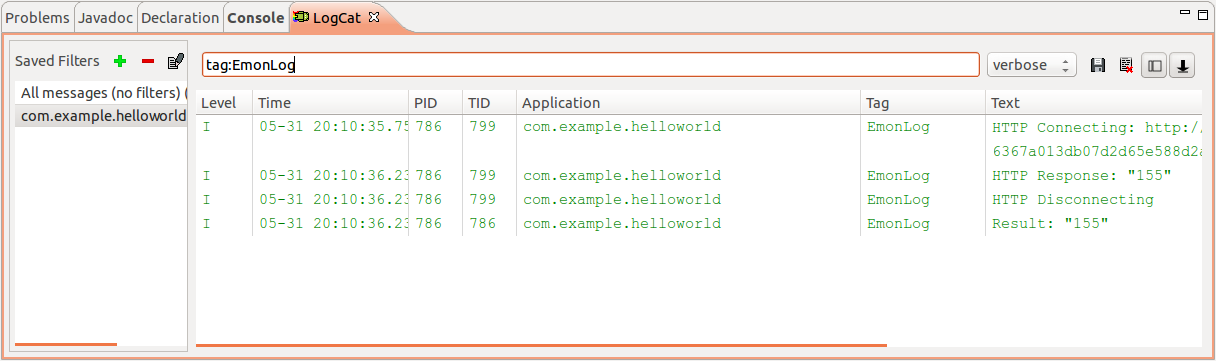 Problems Javadoc Declaration Console LogCat
Saved Filters
tag:EmonLog verbose
All messages (no filters) (
com.example.helloworld
Level Time PID TID Application Tag Text
I 05-31 20:10:35.75 786 799 com.example.helloworld EmonLog HTTP Connecting: http:/
6367a013db07d2d65e588d2a
I 05-31 20:10:36.23 786 799 com.example.helloworld EmonLog HTTP Response: "155"
I 05-31 20:10:36.23 786 799 com.example.helloworld EmonLog HTTP Disconnecting
I 05-31 20:10:36.23 786 786 com.example.helloworld EmonLog Result: "155"